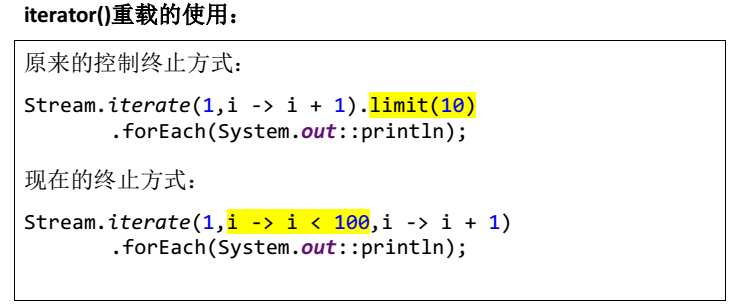 iterator()重载的使用：
原来的控制终止方式：
Stream.iterate(1,i -> i + 1).limit(10)
.forEach(System.out::println);
现在的终止方式：
Stream.iterate(1,i -> i < 100,i -> i + 1)
.forEach(System.out::println);